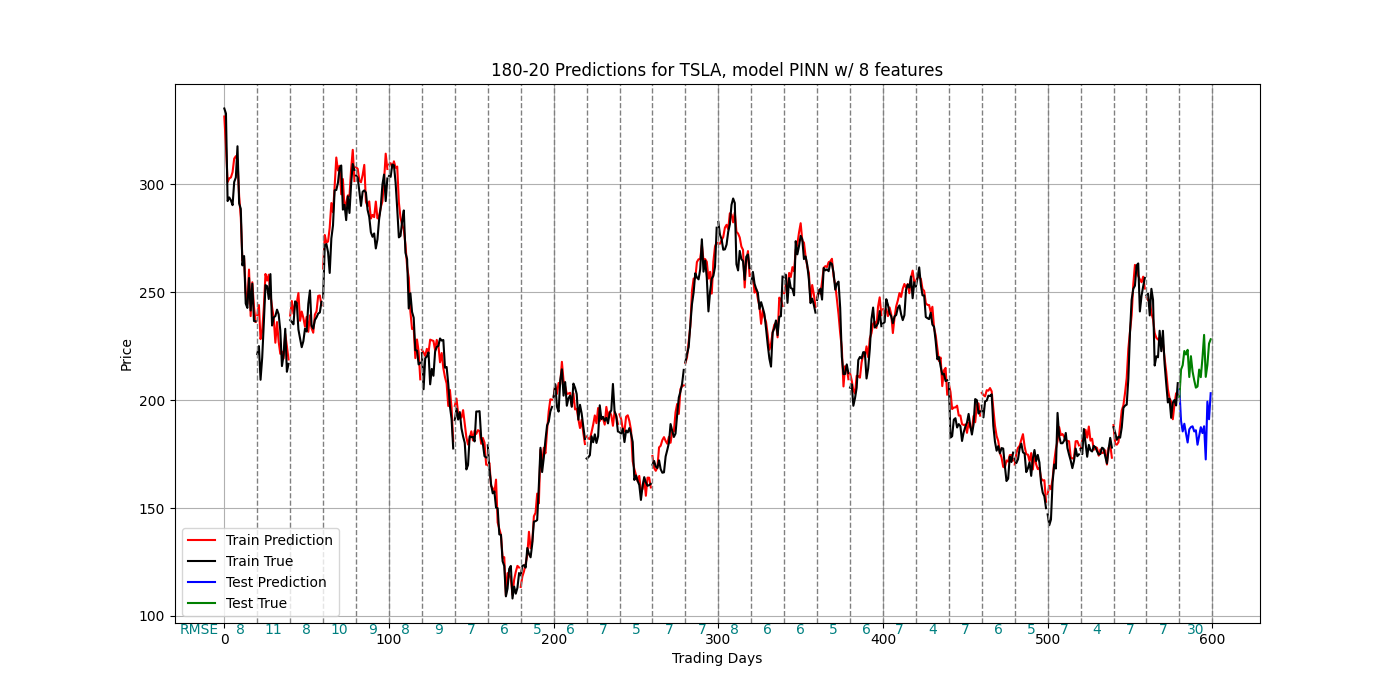 180-20 Predictions for TSLA, model PINN w/ 8 features
Price
300
250
200
150
100
Train Prediction
Train True
Test Prediction
Test True
RMSE 8 11 8 10 9 8 9 7 6 5 6 7 5 7 7 8 6 6 5 6 7 4 7 6 5 7 4 7 7 30
0 100 200 300 400 500 600
Trading Days